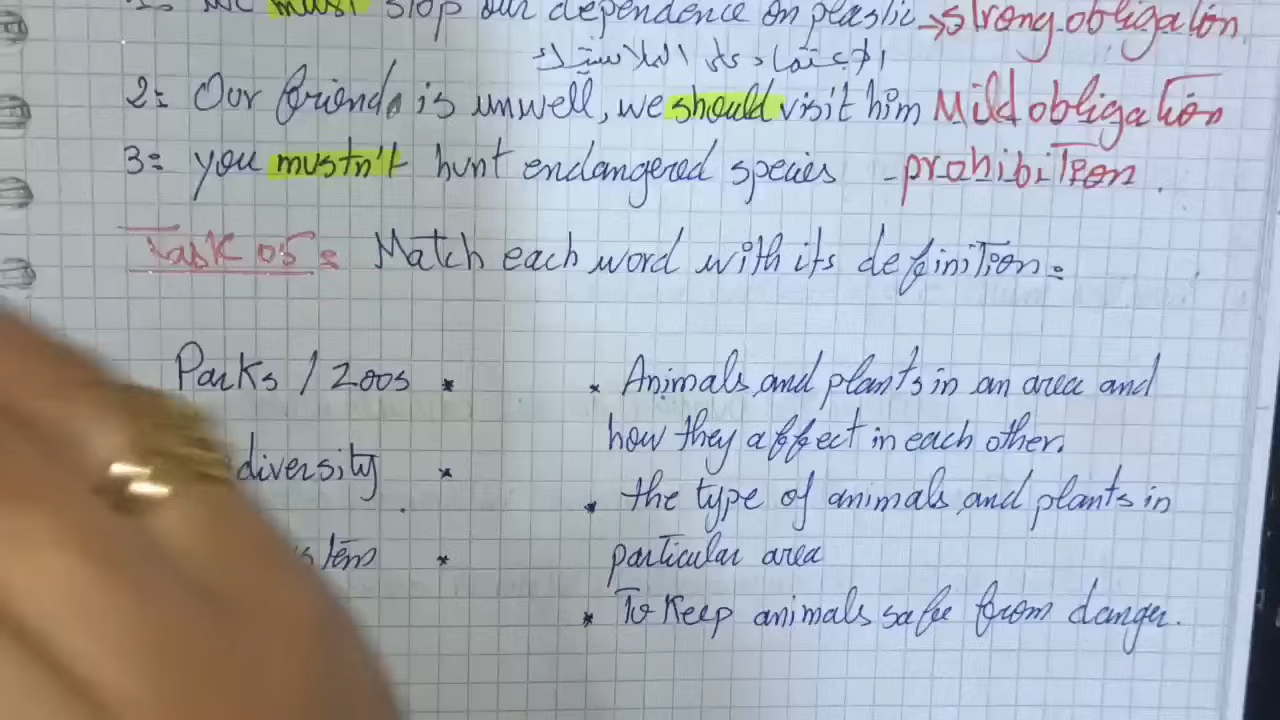 must stop our dependence on plastic → strong obligation
2: Our friend is unwell, we should visit him Mild obligation
3: you mustn't hunt endangered species - prohibition.
Task 05: Match each word with its definition:
Parks / Zoos * * Animals and plants in an area and
how they affect in each other.
diversity * * the type of animals and plants in
particular area
*
* To keep animals safe from danger.